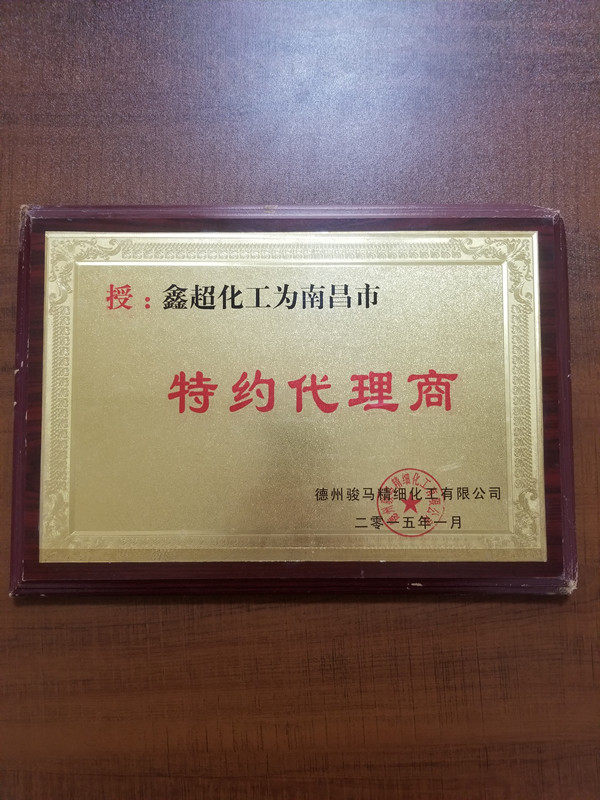 授：鑫超化工为南昌市
特约代理商
德州骏马精细化工有限公司
二零一五年一月